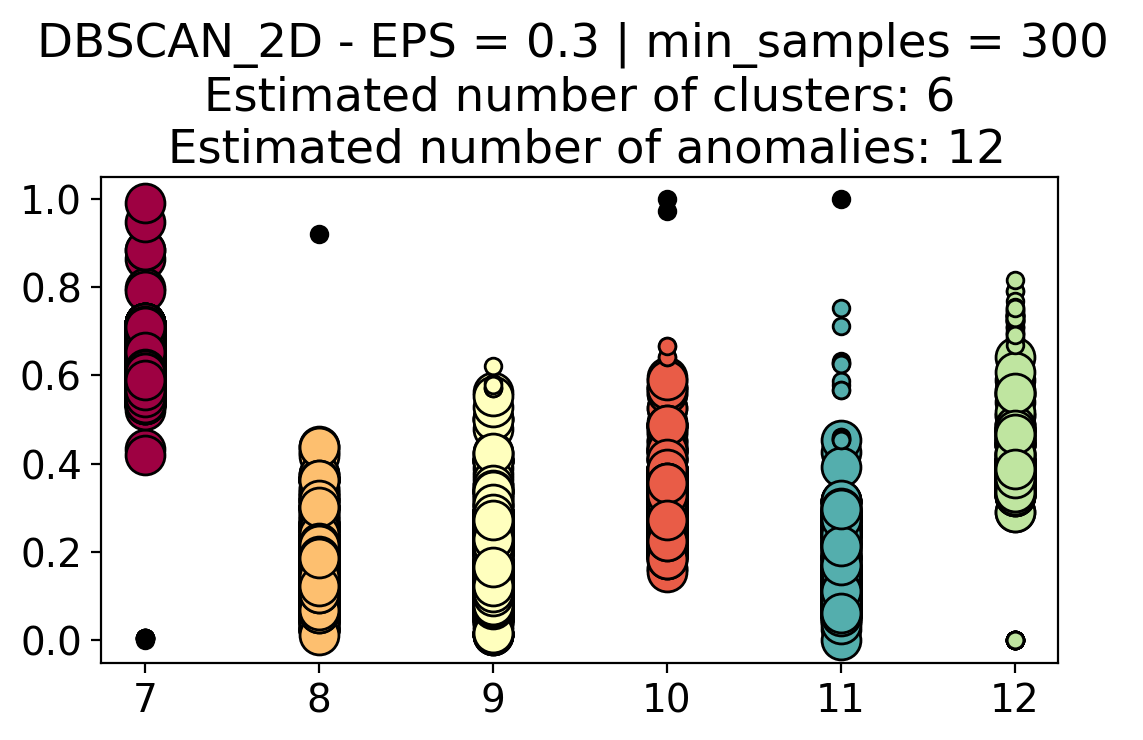 DBSCAN_2D - EPS = 0.3 | min_samples = 300
Estimated number of clusters: 6
Estimated number of anomalies: 12
1.0
0.8
0.6
0.4
0.2
0.0
7 8 9 10 11 12